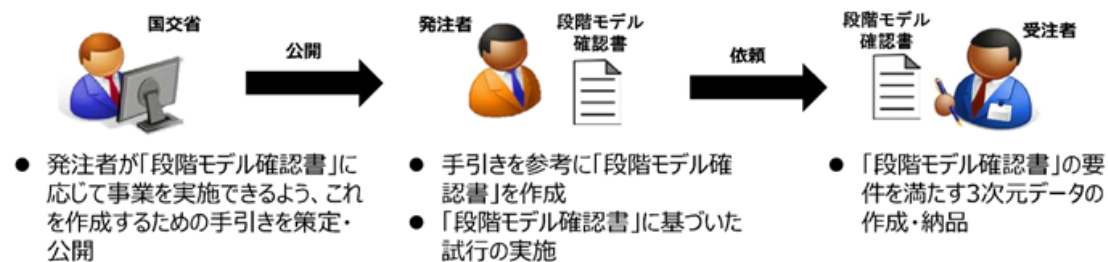 国交省
公開
発注者
段階モデル
確認書
依頼
段階モデル
確認書
受注者
● 発注者が「段階モデル確認書」に
応じて事業を実施できるよう、これ
を作成するための手引きを策定・
公開
● 手引きを参考に「段階モデル確
認書」を作成
● 「段階モデル確認書」に基づいた
試行の実施
● 「段階モデル確認書」の要
件を満たす3次元データの
作成・納品